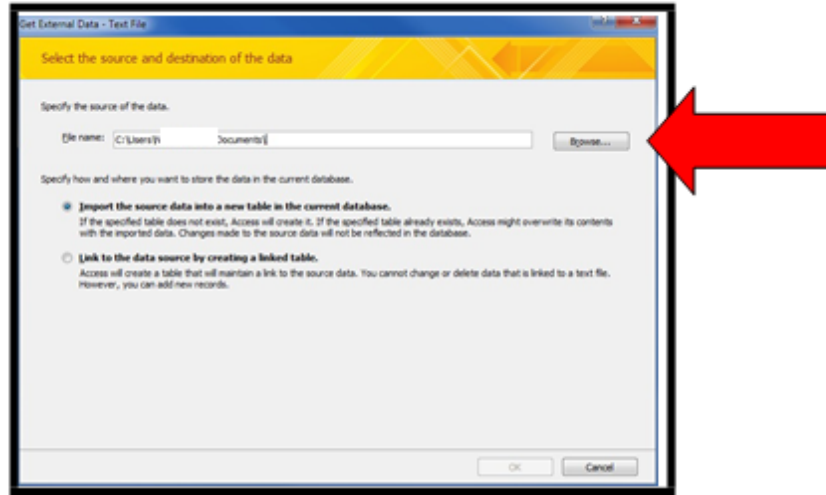 Get External Data - Text File
Select the source and destination of the data
Specify the source of the data.
File name: C:\Users\ Documents\
Browse...
Specify how and where you want to store the data in the current database.
Import the source data into a new table in the current database.
If the specified table does not exist, Access will create it. If the specified table already exists, Access might overwrite its contents
with the imported data. Changes made to the source data will not be reflected in the database.
Link to the data source by creating a linked table.
Access will create a table that will maintain a link to the source data. You cannot change or delete data that is linked to a text file.
However, you can add new records.
OK Cancel